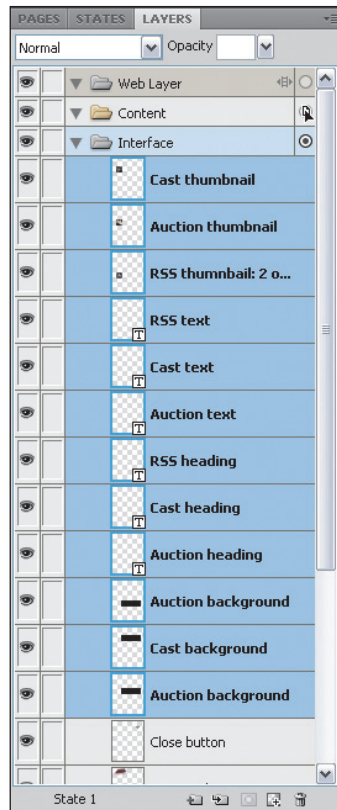 PAGES STATES LAYERS
Normal Opacity
Web Layer
Content
Interface
Cast thumbnail
Auction thumbnail
RSS thumnbail: 2 o...
RSS text
T
Cast text
T
Auction text
T
RSS heading
T
Cast heading
T
Auction heading
T
Auction background
Cast background
Auction background
Close button
State 1